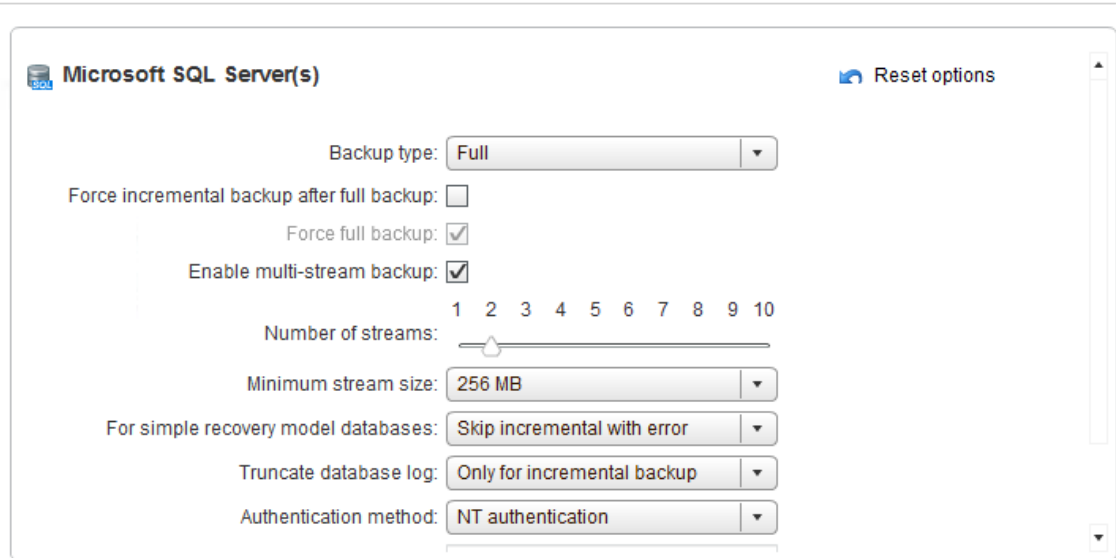 SQL Microsoft SQL Server(s) Reset options
Backup type: Full
Force incremental backup after full backup:
Force full backup:
Enable multi-stream backup:
1 2 3 4 5 6 7 8 9 10
Number of streams:
Minimum stream size: 256 MB
For simple recovery model databases: Skip incremental with error
Truncate database log: Only for incremental backup
Authentication method: NT authentication